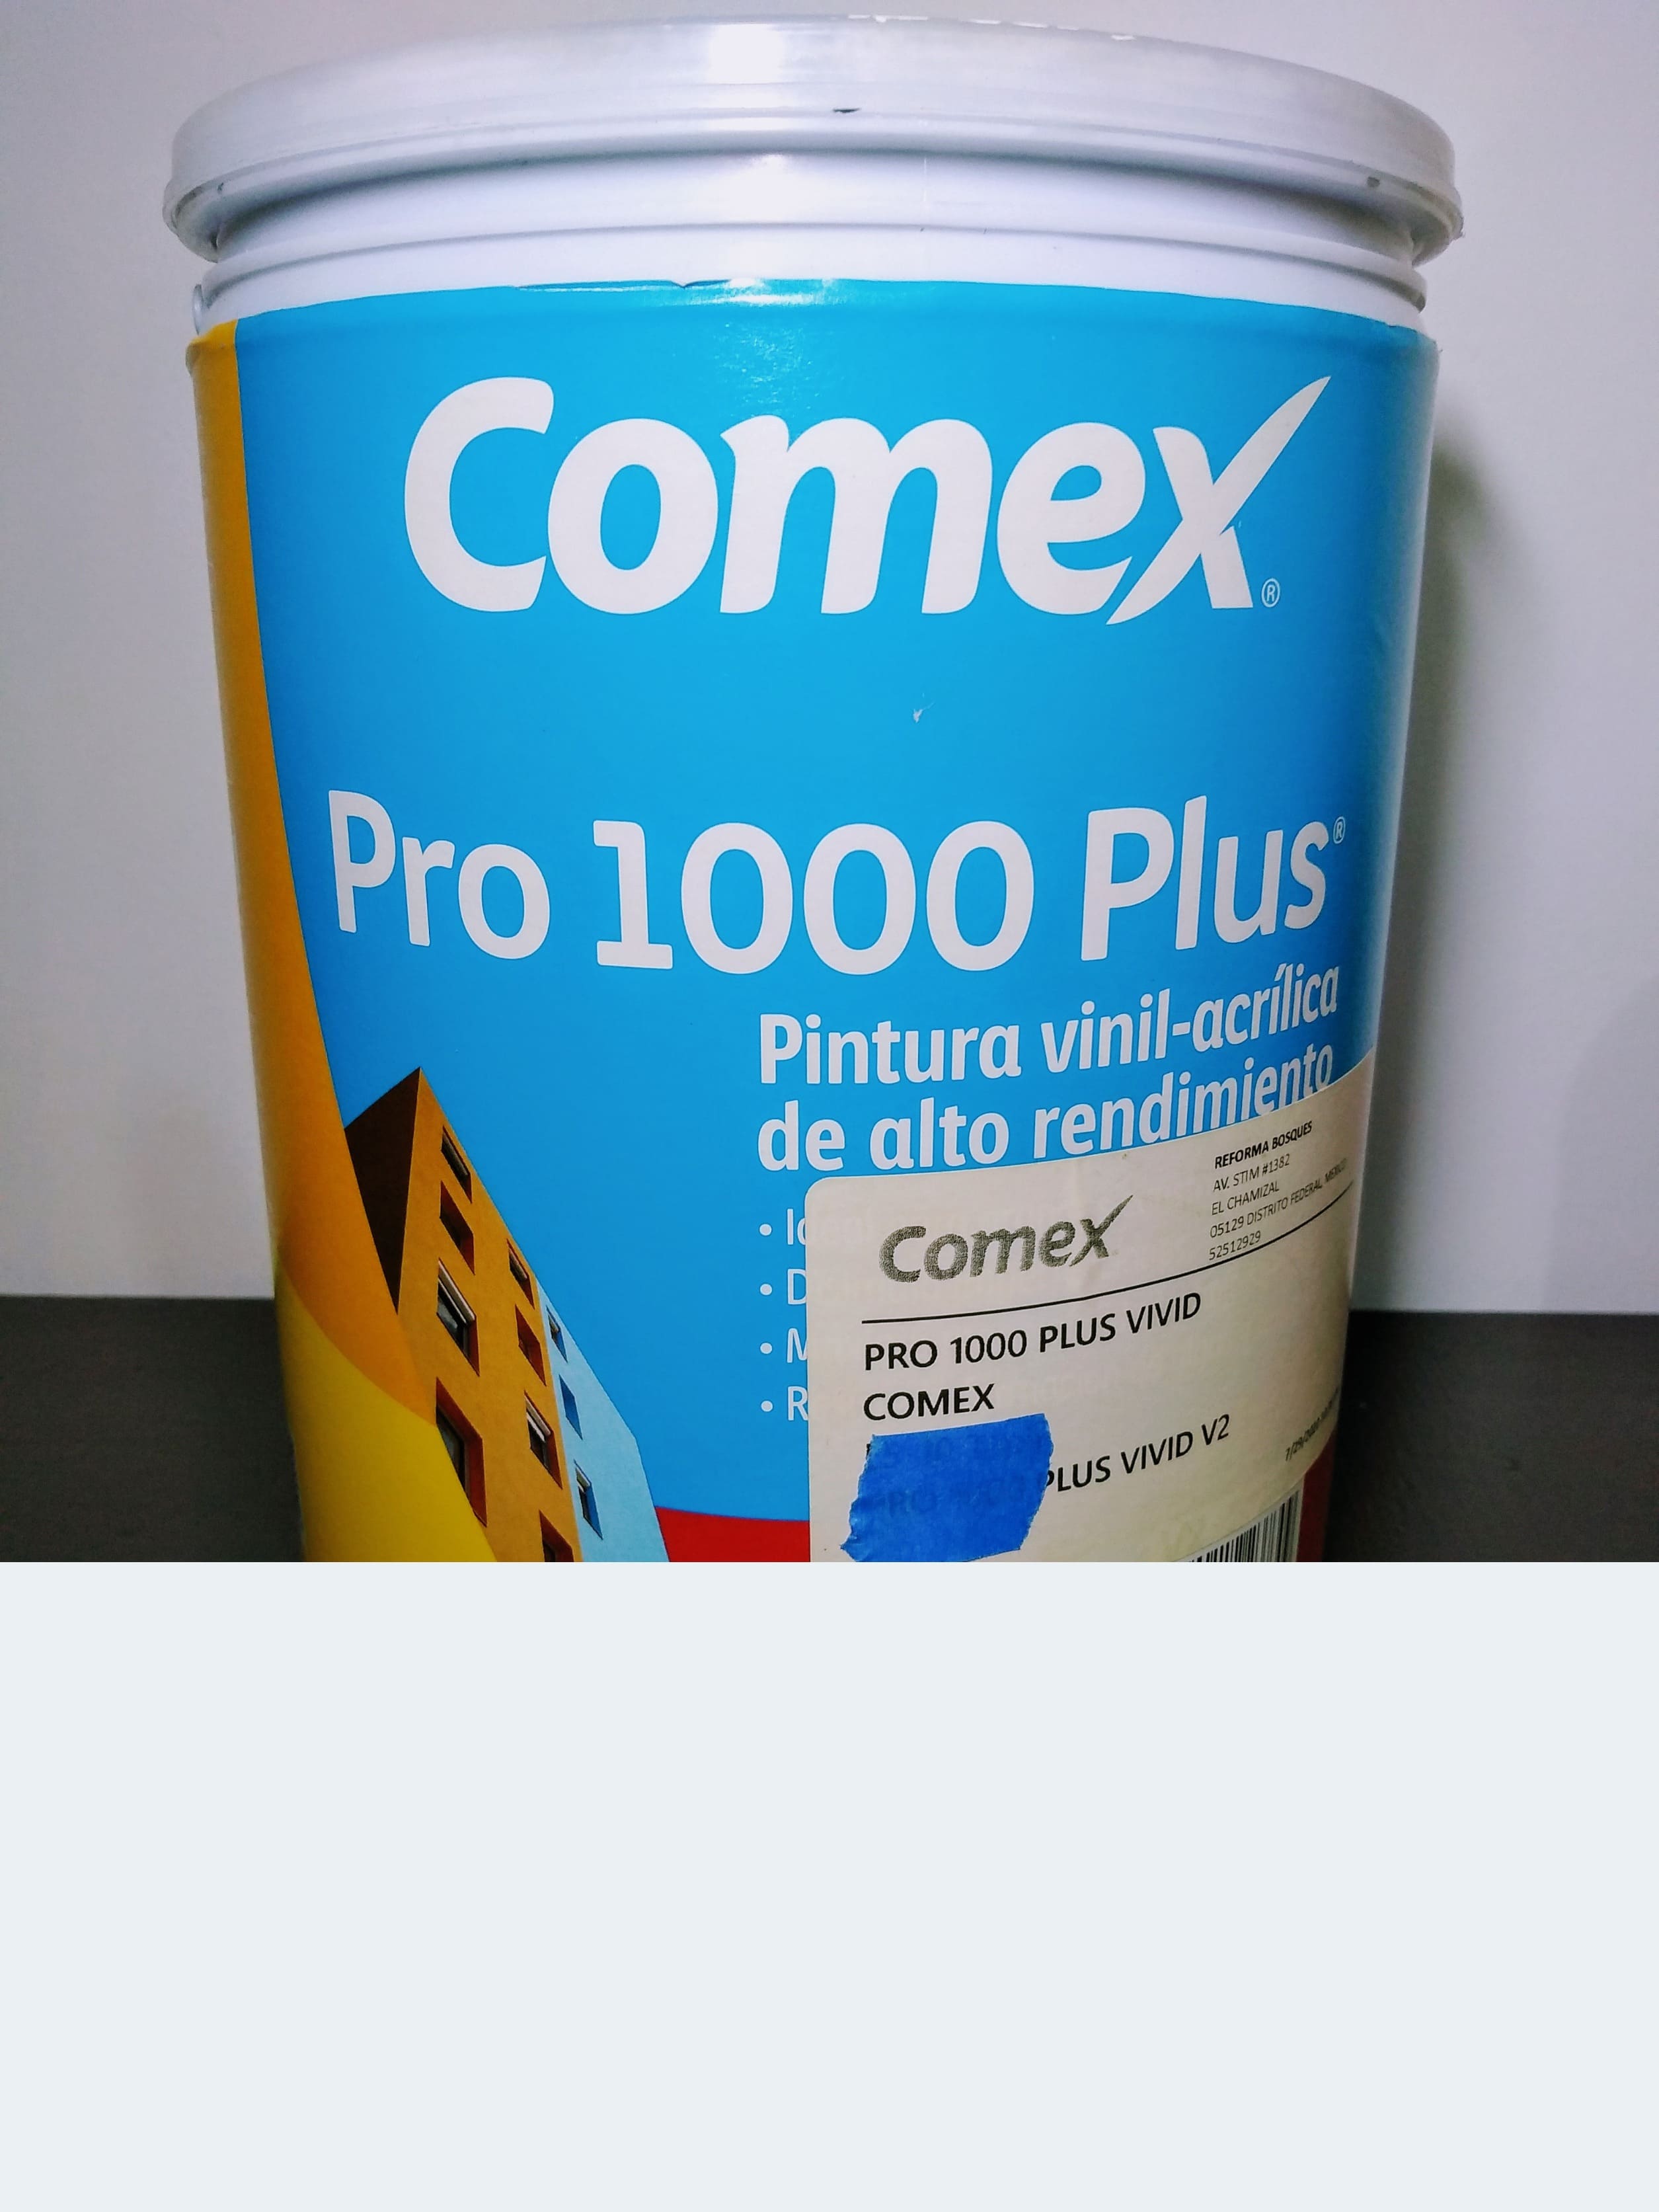 Comex®
Pro 1000 Plus®
Pintura vinil-acrílica
de alto rendimiento
REFORMA BOSQUES
AV. STIM #1382
EL CHAMIZAL
05129 DISTRITO FEDERAL, MEXICO
52512929
Comex
PRO 1000 PLUS VIVID
COMEX
PLUS VIVID V2